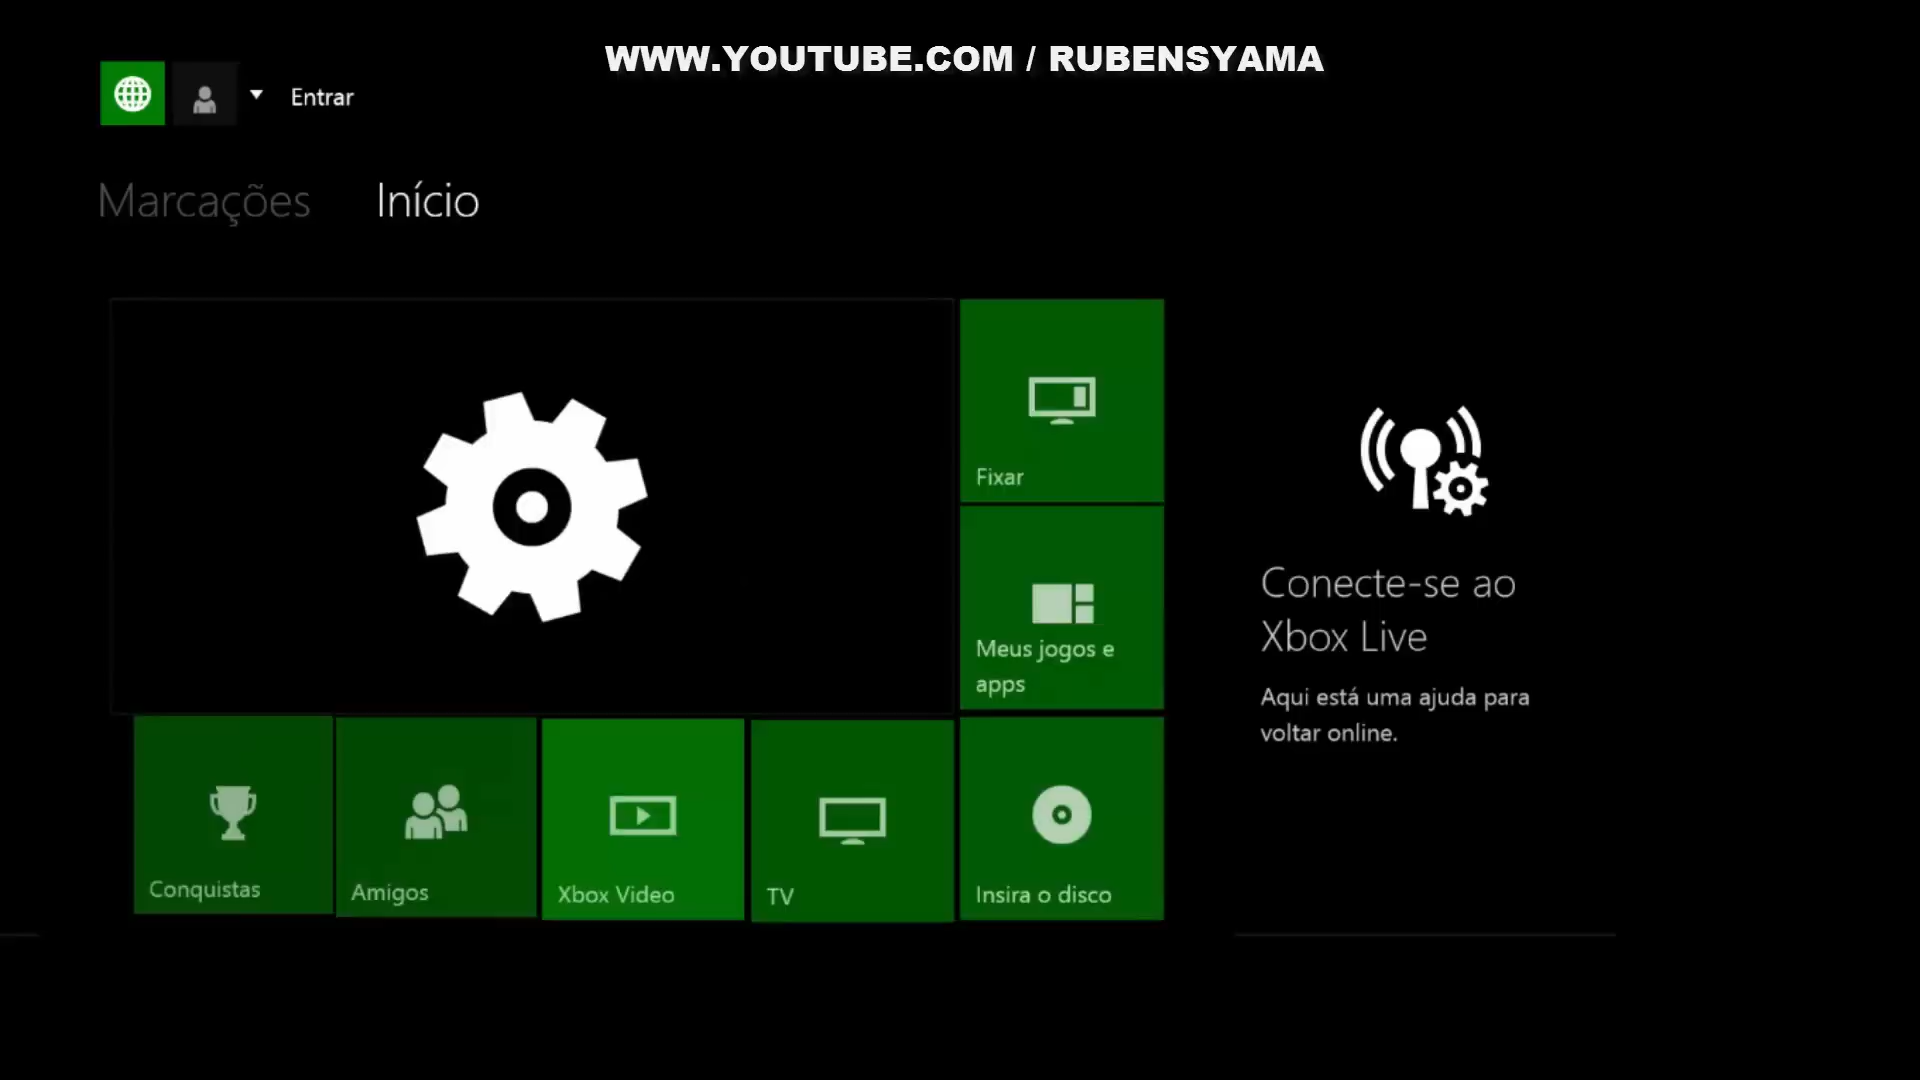 WWW.YOUTUBE.COM / RUBENSYAMA
Entrar
Marcações
Início
Fixar
Meus jogos e
apps
Conecte-se ao
Xbox Live
Aqui está uma ajuda para
voltar online.
Conquistas
Amigos
Xbox Video
TV
Insira o disco